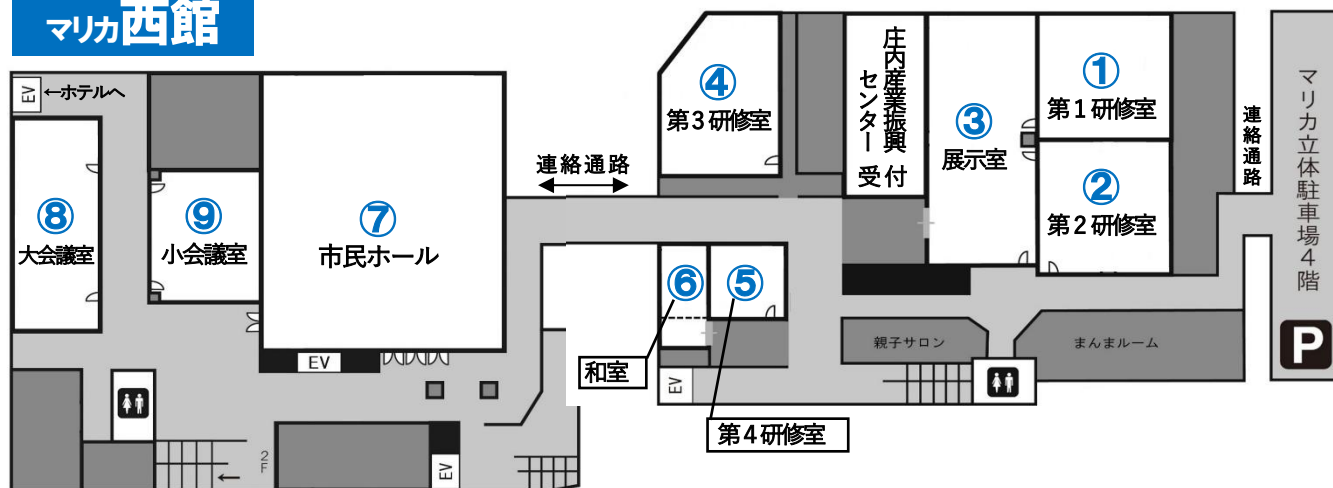 マリカ西館
EV
←ホテルへ
⑧
大会議室
⑨
小会議室
⑦
市民ホール
EV
2F
←
EV
連絡通路
④
第3研修室
庄内産業振興
センター 受付
③
展示室
①
第1研修室
②
第2研修室
連絡通路
マリカ立体駐車場4階
P
⑥
⑤
和室
EV
第4研修室
親子サロン
まんまルーム